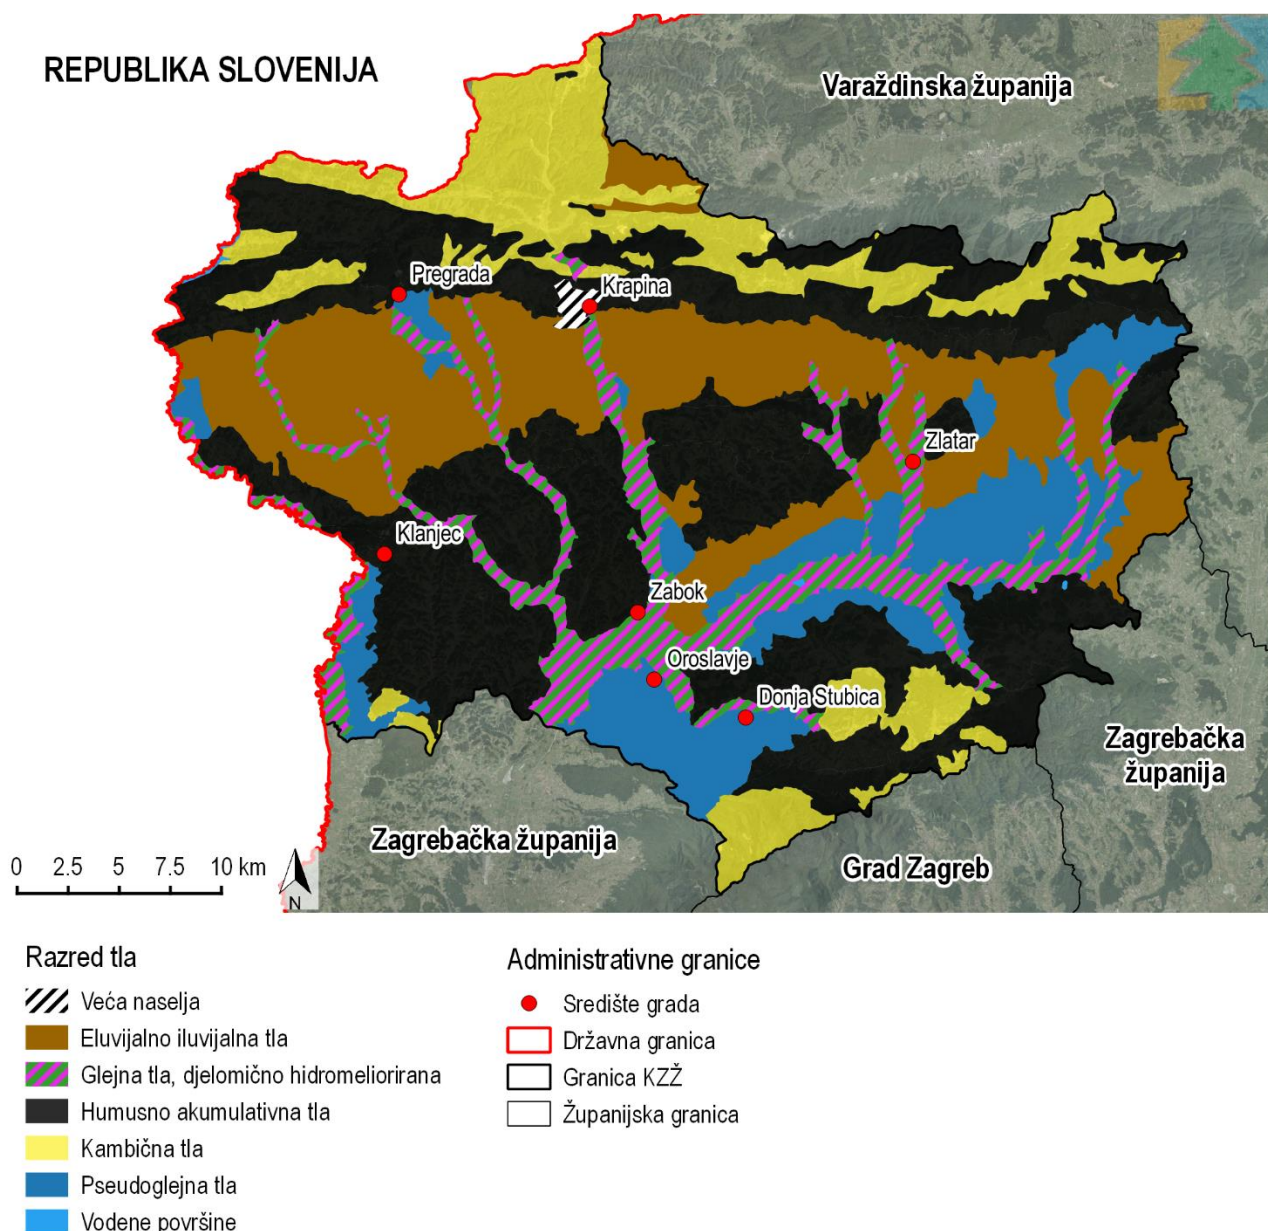 REPUBLIKA SLOVENIJA
Varaždinska županija
Pregrada
Krapina
Zlatar
Klanjec
Zabok
Oroslavje
Donja Stubica
Zagrebačka
županija
Zagrebačka županija
Grad Zagreb
0 2.5 5 7.5 10 km
N
Razred tla
Veća naselja
Eluvijalno iluvijalna tla
Glejna tla, djelomično hidromeliorirana
Humusno akumulativna tla
Kambična tla
Pseudoglejna tla
Vodene površine
Administrativne granice
Središte grada
Državna granica
Granica KZŽ
Županijska granica